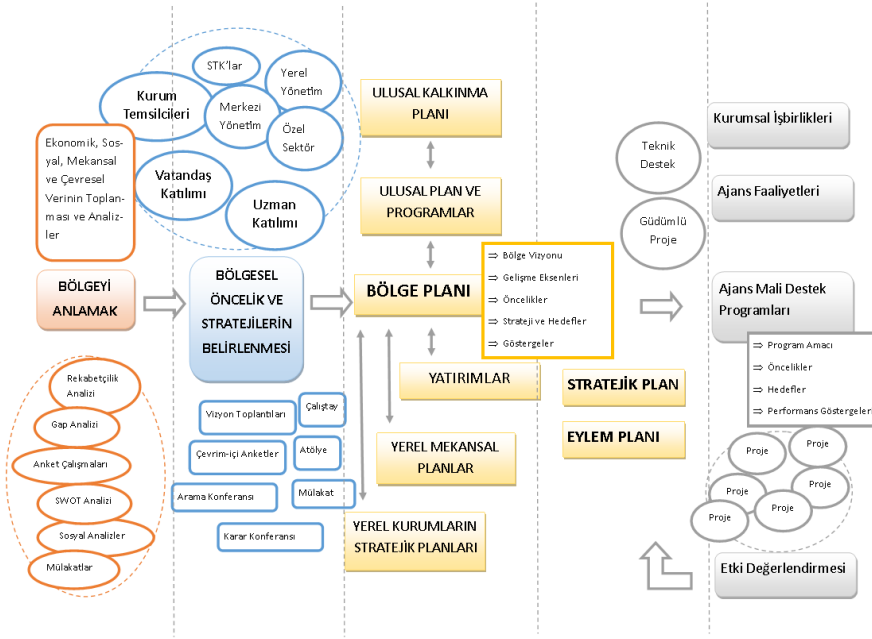 STK'lar
Yerel
Yönetim
Kurum
Temsilcileri
Merkezi
Yönetim
Özel
Sektör
Vatandaş
Katılımı
Uzman
Katılımı
Ekonomik, Sos-
yal, Mekansal
ve Çevresel
Verinin Toplan-
ması ve Analiz-
ler
BÖLGEYİ
ANLAMAK
BÖLGESEL
ÖNCELİK VE
STRATEJİLERİN
BELİRLENMESİ
Rekabetçilik
Analizi
Gap Analizi
Anket Çalışmaları
SWOT Analizi
Sosyal Analizler
Mülakatlar
Vizyon Toplantıları
Çalıştay
Çevrim-içi Anketler
Atölye
Arama Konferansı
Mülakat
Karar Konferansı
ULUSAL KALKINMA
PLANI
ULUSAL PLAN VE
PROGRAMLAR
BÖLGE PLANI
⇒ Bölge Vizyonu
⇒ Gelişme Eksenleri
⇒ Öncelikler
⇒ Strateji ve Hedefler
⇒ Göstergeler
YATIRIMLAR
YEREL MEKANSAL
PLANLAR
YEREL KURUMLARIN
STRATEJİK PLANLARI
STRATEJİK PLAN
EYLEM PLANI
Teknik
Destek
Güdümlü
Proje
Kurumsal İşbirlikleri
Ajans Faaliyetleri
Ajans Mali Destek
Programları
⇒ Program Amacı
⇒ Öncelikler
⇒ Hedefler
⇒ Performans Göstergeleri
Proje
Proje
Proje
Proje
Proje
Proje
Etki Değerlendirmesi